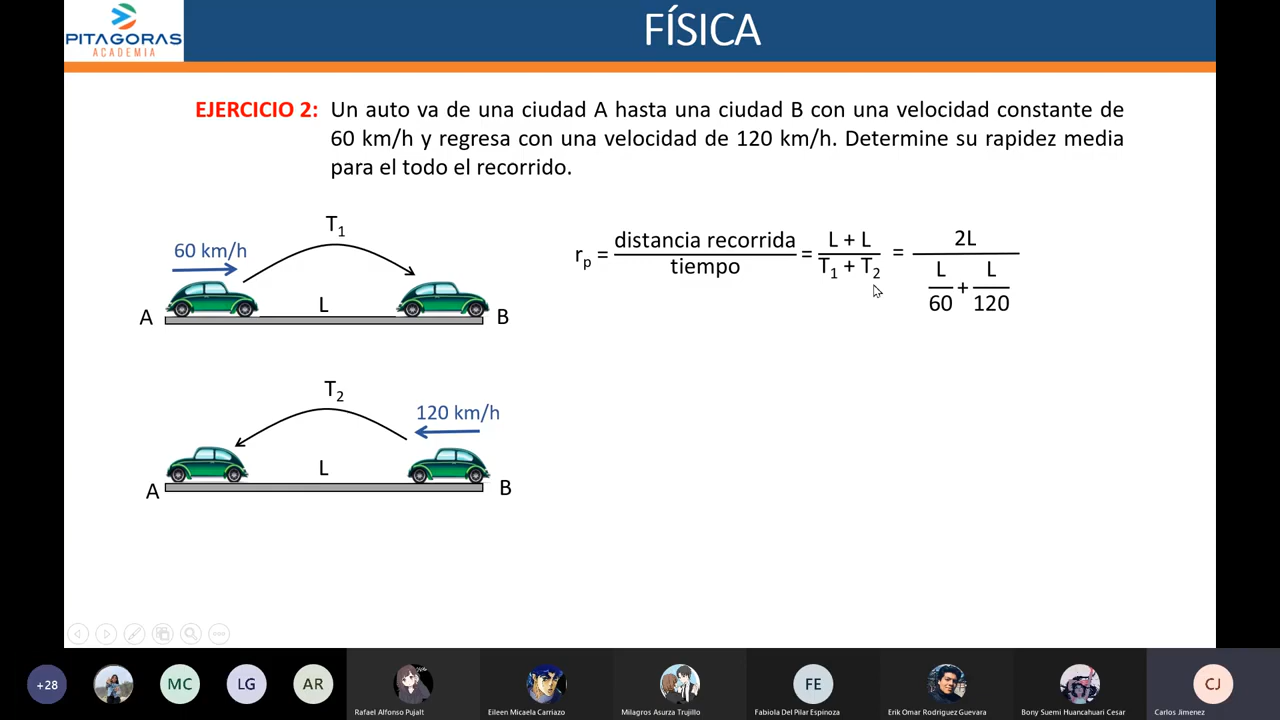 PITAGORAS
ACADEMIA
FÍSICA
EJERCICIO 2: Un auto va de una ciudad A hasta una ciudad B con una velocidad constante de
60 km/h y regresa con una velocidad de 120 km/h. Determine su rapidez media
para el todo el recorrido.
T1
60 km/h
A
L
B
rp = distancia recorrida / tiempo = L + L / T1 + T2 = 2L / L/60 + L/120
T2
120 km/h
A
L
B
+28
MC
LG
AR
FE
CJ
Rafael Alfonso Pujalt
Eileen Micaela Carriazo
Milagros Asurza Trujillo
Fabiola Del Pilar Espinoza
Erik Omar Rodriguez Guevara
Bony Suemi Huancahuari Cesar
Carlos Jimenez